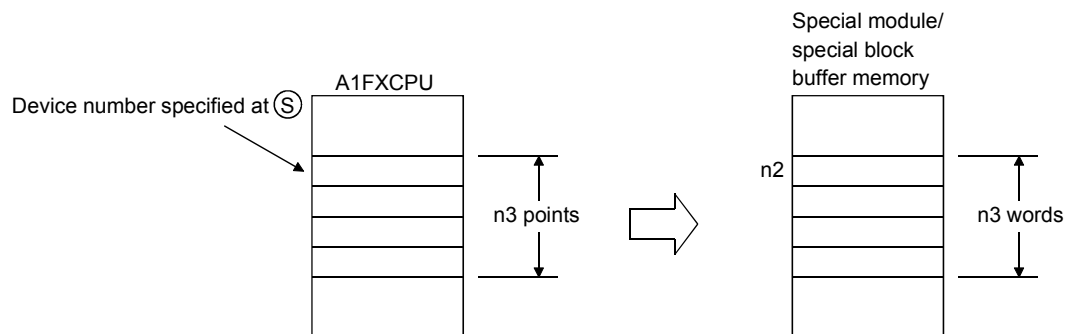 Special module/
special block
buffer memory
A1FXCPU
Device number specified at Ⓢ
n2
n3 points
n3 words